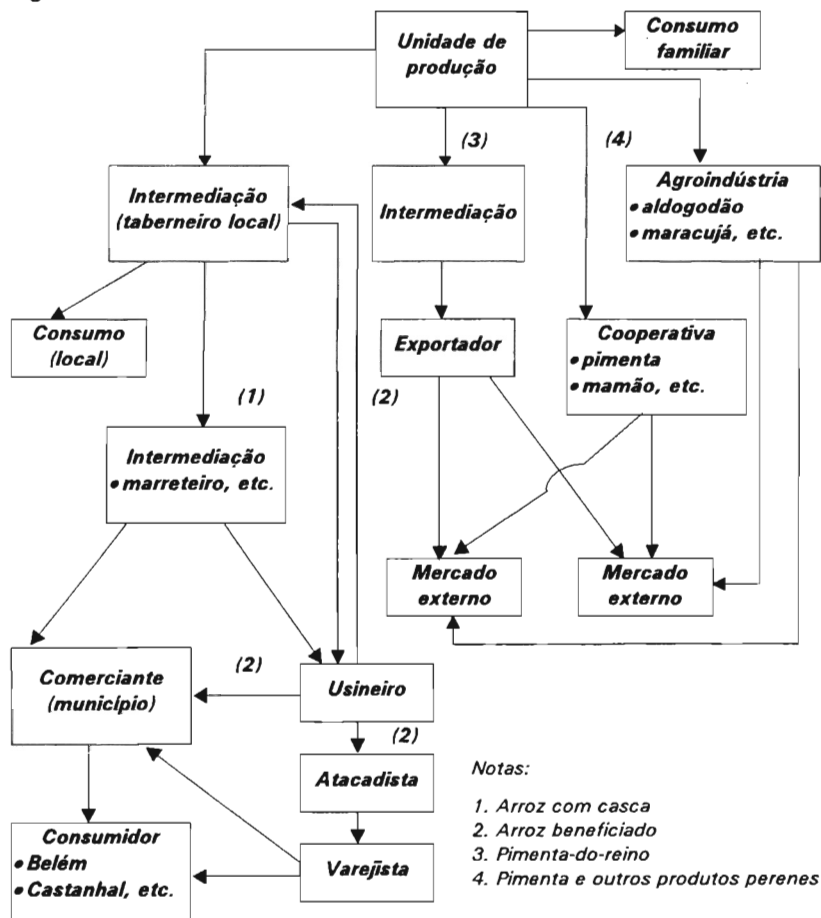 Unidade de
produção
Consumo
familiar
(3)
(4)
Intermediação
(taberneiro local)
Intermediação
Agroindústria
• aldogodão
• maracujá, etc.
Consumo
(local)
Exportador
Cooperativa
• pimenta
• mamão, etc.
(1)
(2)
Intermediação
• marreteiro, etc.
Mercado
externo
Mercado
externo
Comerciante
(município)
(2)
Usineiro
(2)
Atacadista
Consumidor
• Belém
• Castanhal, etc.
Varejista
Notas:
1. Arroz com casca
2. Arroz beneficiado
3. Pimenta-do-reino
4. Pimenta e outros produtos perenes